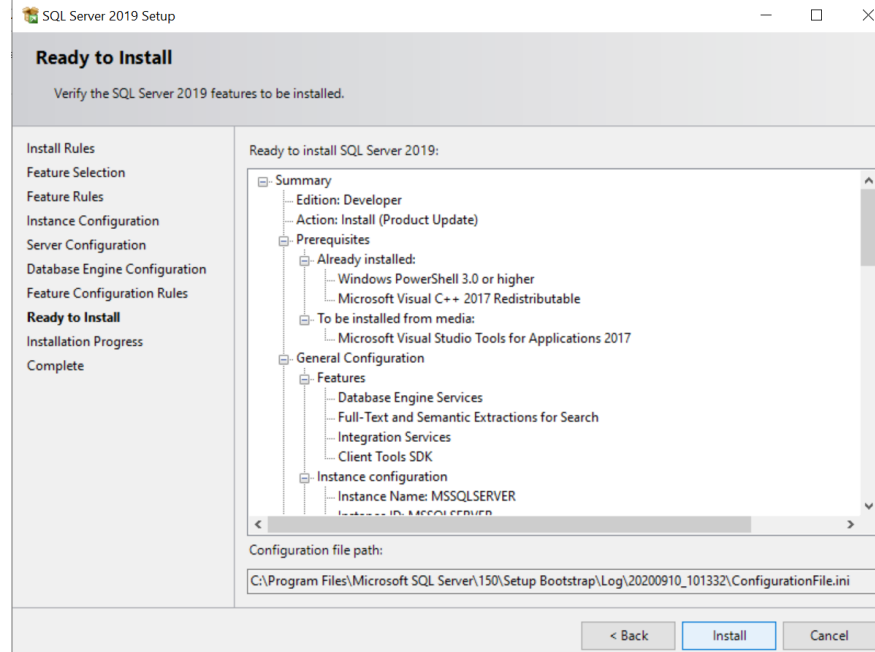 SQL Server 2019 Setup
Ready to Install
Verify the SQL Server 2019 features to be installed.
Install Rules
Feature Selection
Feature Rules
Instance Configuration
Server Configuration
Database Engine Configuration
Feature Configuration Rules
Ready to Install
Installation Progress
Complete
Ready to install SQL Server 2019:
Summary
Edition: Developer
Action: Install (Product Update)
Prerequisites
Already installed:
Windows PowerShell 3.0 or higher
Microsoft Visual C++ 2017 Redistributable
To be installed from media:
Microsoft Visual Studio Tools for Applications 2017
General Configuration
Features
Database Engine Services
Full-Text and Semantic Extractions for Search
Integration Services
Client Tools SDK
Instance configuration
Instance Name: MSSQLSERVER
Instance ID: MSSQLSERVER
Configuration file path:
C:\Program Files\Microsoft SQL Server\150\Setup Bootstrap\Log\20200910_101332\ConfigurationFile.ini
< Back Install Cancel